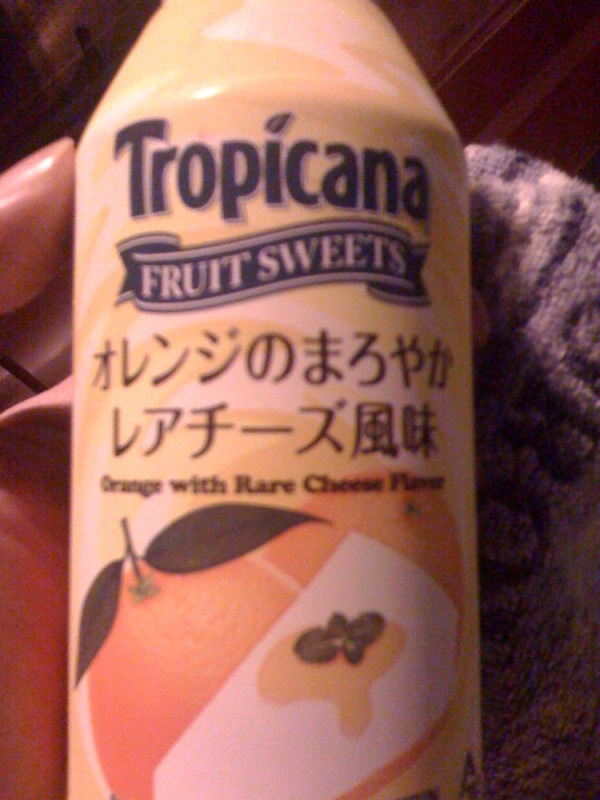 Tropicana
FRUIT SWEETS
オレンジのまろやか
レアチーズ風味
Orange with Rare Cheese Flavor